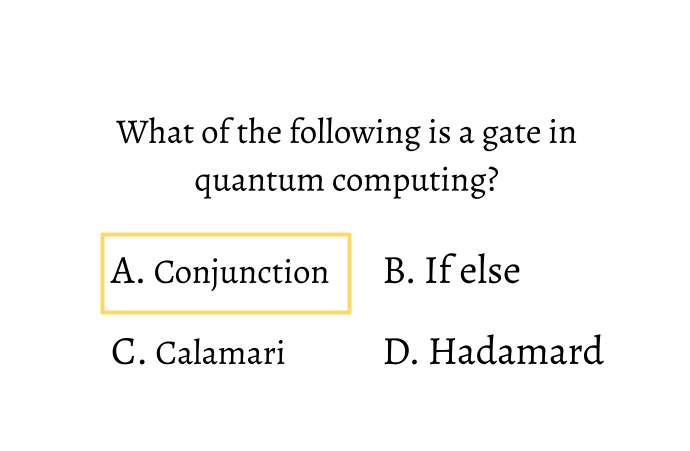 What of the following is a gate in
quantum computing?
A. Conjunction
B. If else
C. Calamari
D. Hadamard